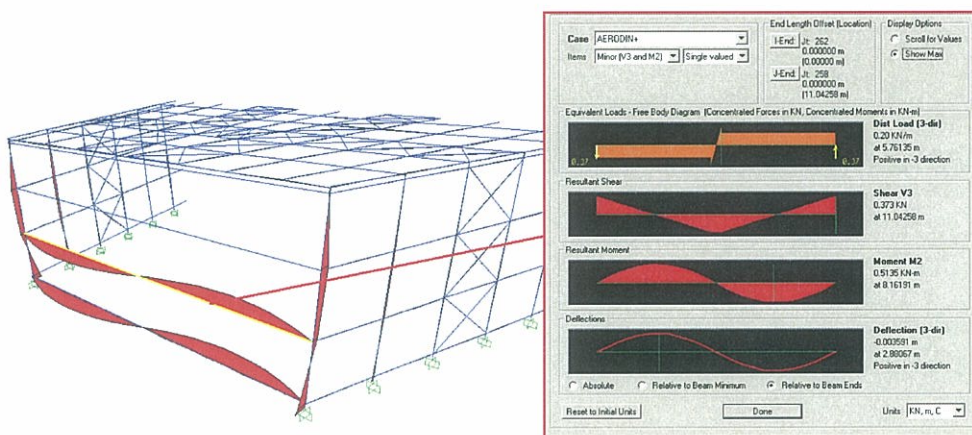 Case AERODIN+
Items Minor (V3 and M2) Single valued
End Length Offset (Location)
I-End: Jt: 262
0.000000 m
(0.00000 m)
J-End: Jt: 258
0.000000 m
(11.04258 m)
Display Options
Scroll for Values
Show Max
Equivalent Loads - Free Body Diagram (Concentrated Forces in KN, Concentrated Moments in KN-m)
0.37
0.37
Dist Load (3-dir)
0.20 KN/m
at 5.76135 m
Positive in -3 direction
Resultant Shear
Shear V3
0.373 KN
at 11.04258 m
Resultant Moment
Moment M2
0.5135 KN-m
at 8.16191 m
Deflections
Deflection (3-dir)
-0.003591 m
at 2.88067 m
Positive in -3 direction
Absolute Relative to Beam Minimum Relative to Beam Ends
Reset to Initial Units Done Units KN, m, C